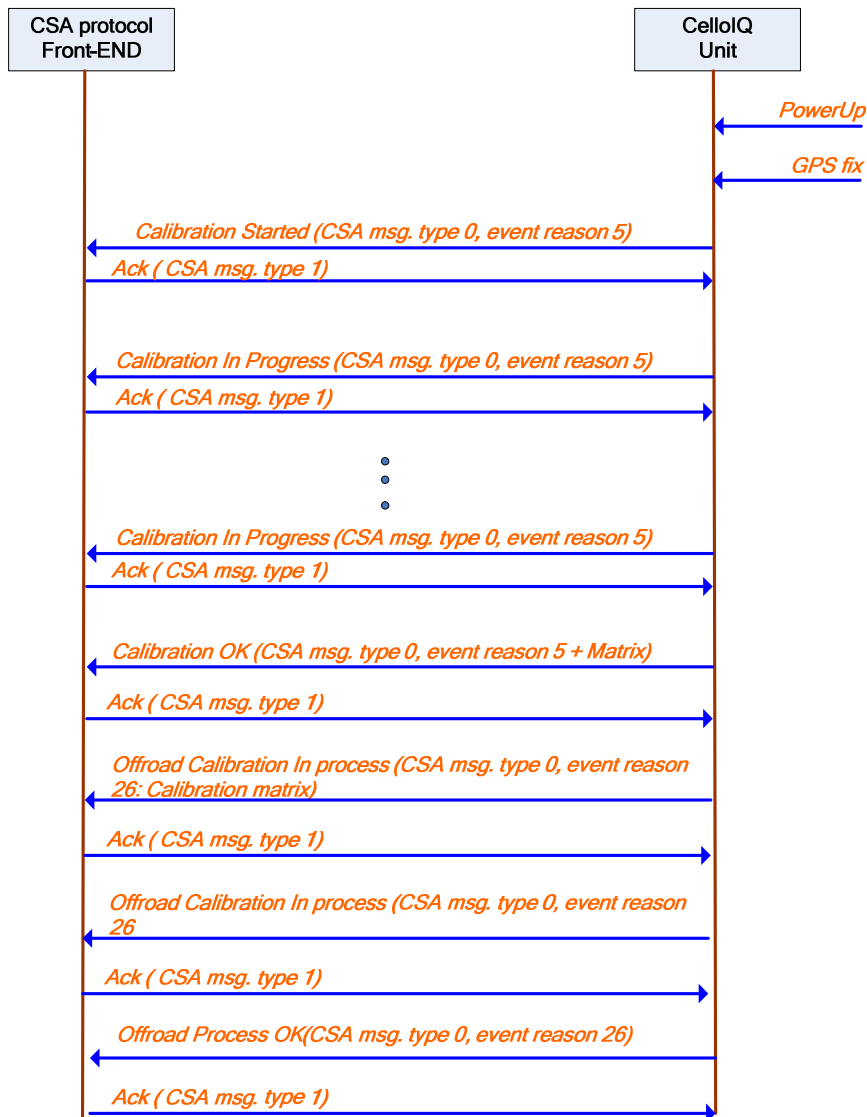 CSA protocol
Front-END
CelloIQ
Unit
PowerUp
GPS fix
Calibration Started (CSA msg. type 0, event reason 5)
Ack ( CSA msg. type 1)
Calibration In Progress (CSA msg. type 0, event reason 5)
Ack ( CSA msg. type 1)
Calibration In Progress (CSA msg. type 0, event reason 5)
Ack ( CSA msg. type 1)
Calibration OK (CSA msg. type 0, event reason 5 + Matrix)
Ack ( CSA msg. type 1)
Offroad Calibration In process (CSA msg. type 0, event reason
26: Calibration matrix)
Ack ( CSA msg. type 1)
Offroad Calibration In process (CSA msg. type 0, event reason
26
Ack ( CSA msg. type 1)
Offroad Process OK(CSA msg. type 0, event reason 26)
Ack ( CSA msg. type 1)